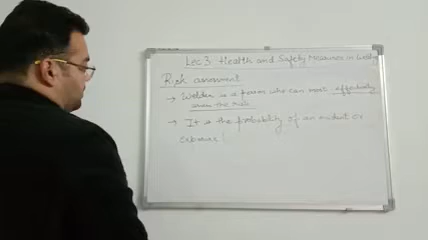 Lec 3. Health and Safety Measures in Welding
Risk assessment
→ Welder is a person who can most effectively
assess the risk
→ It is the probability of an incident or
exposure (